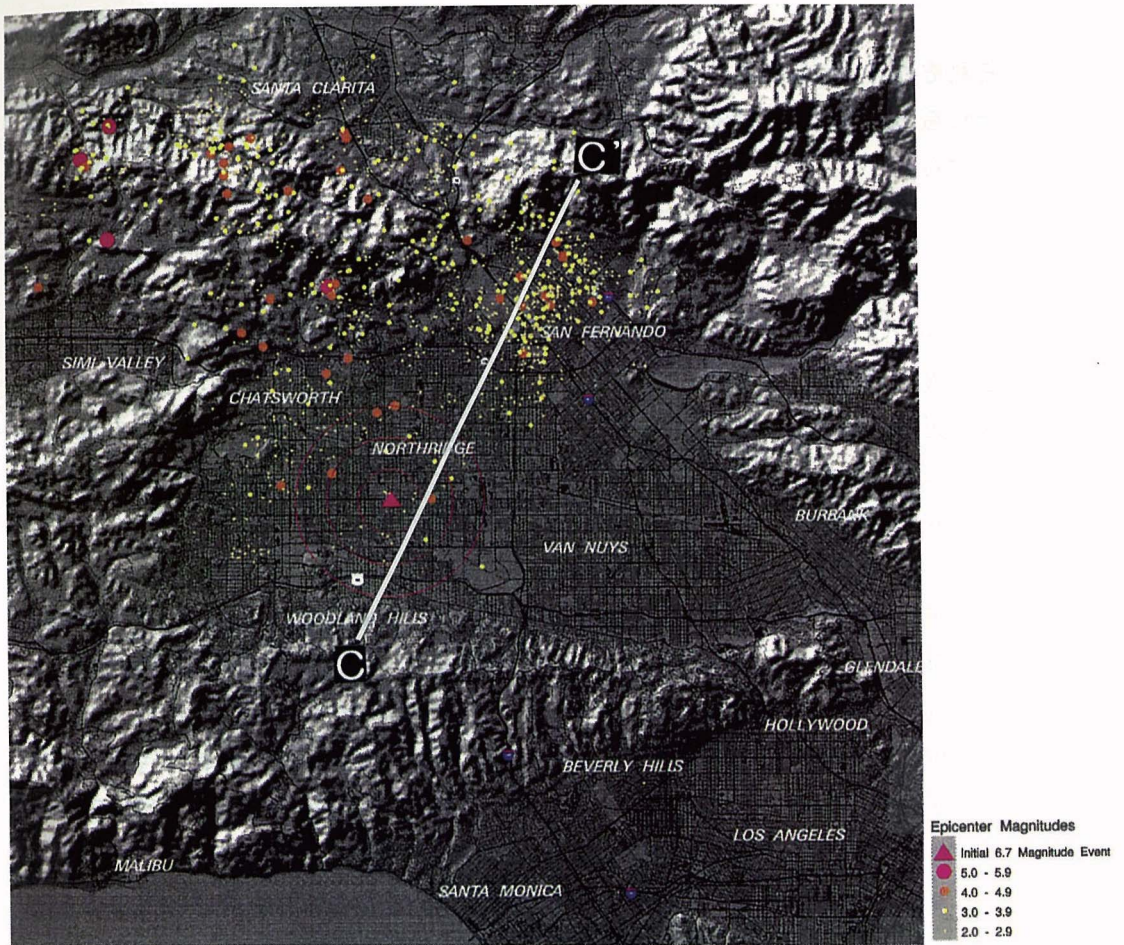 SANTA CLARITA
C'
SAN FERNANDO
SIMI VALLEY
CHATSWORTH
NORTHRIDGE
BURBANK
VAN NUYS
WOODLAND HILLS
C
GLENDALE
HOLLYWOOD
BEVERLY HILLS
LOS ANGELES
MALIBU
SANTA MONICA
Epicenter Magnitudes
Initial 6.7 Magnitude Event
5.0 - 5.9
4.0 - 4.9
3.0 - 3.9
2.0 - 2.9